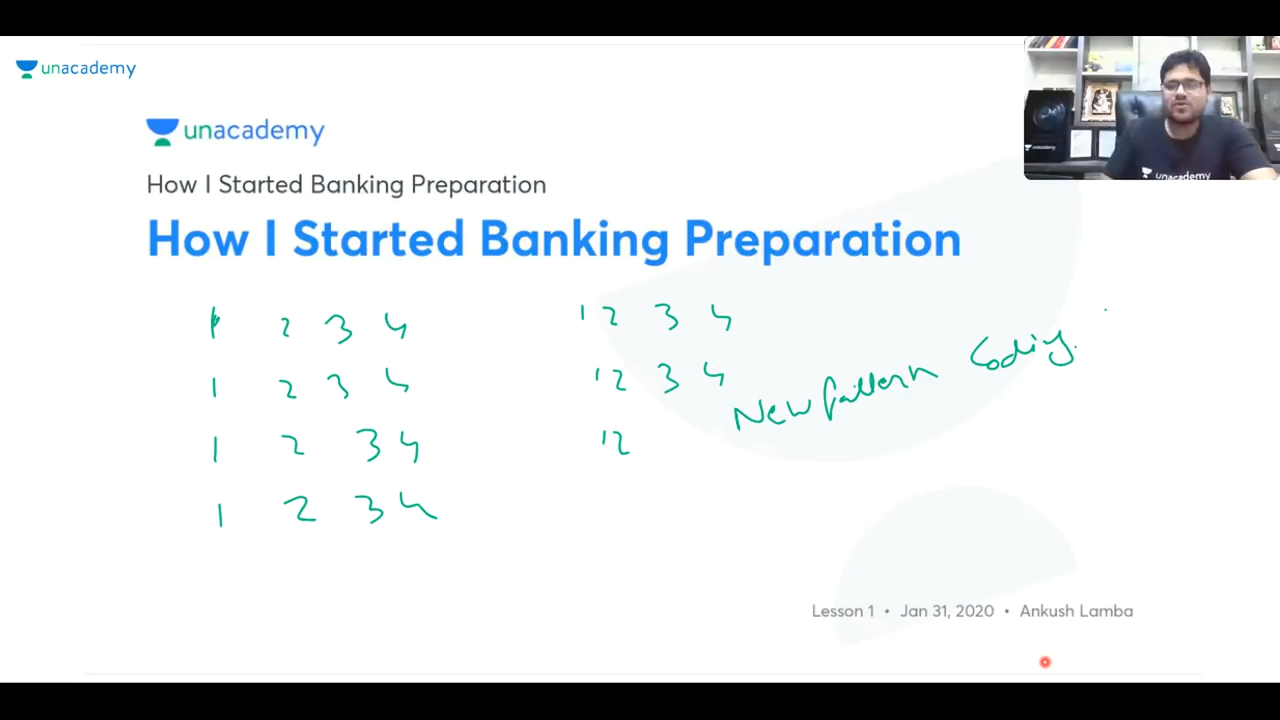 unacademy
unacademy
How I Started Banking Preparation
How I Started Banking Preparation
1 2 3 4
1 2 3 4
1 2 3 4
1 2 3 4
1 2 3 4
1 2 3 4
1 2
New Pattern Coding.
Lesson 1 • Jan 31, 2020 • Ankush Lamba
unacademy
unacademy